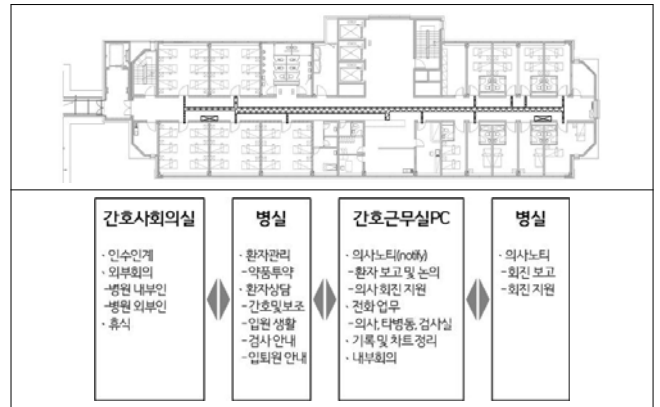 간호사회의실
· 인수인계
· 외부회의
-병원 내부인
-병원 외부인
· 휴식
병실
· 환자관리
-약품투약
· 환자상담
-간호및보조
-입원 생활
-검사 안내
-입퇴원 안내
간호근무실PC
· 의사노티(notify)
-환자 보고 및 논의
-의사 회진 지원
· 전화 업무
-의사, 타병동, 검사실
· 기록 및 차트 정리
· 내부회의
병실
· 의사노티
-회진 보고
-회진 지원